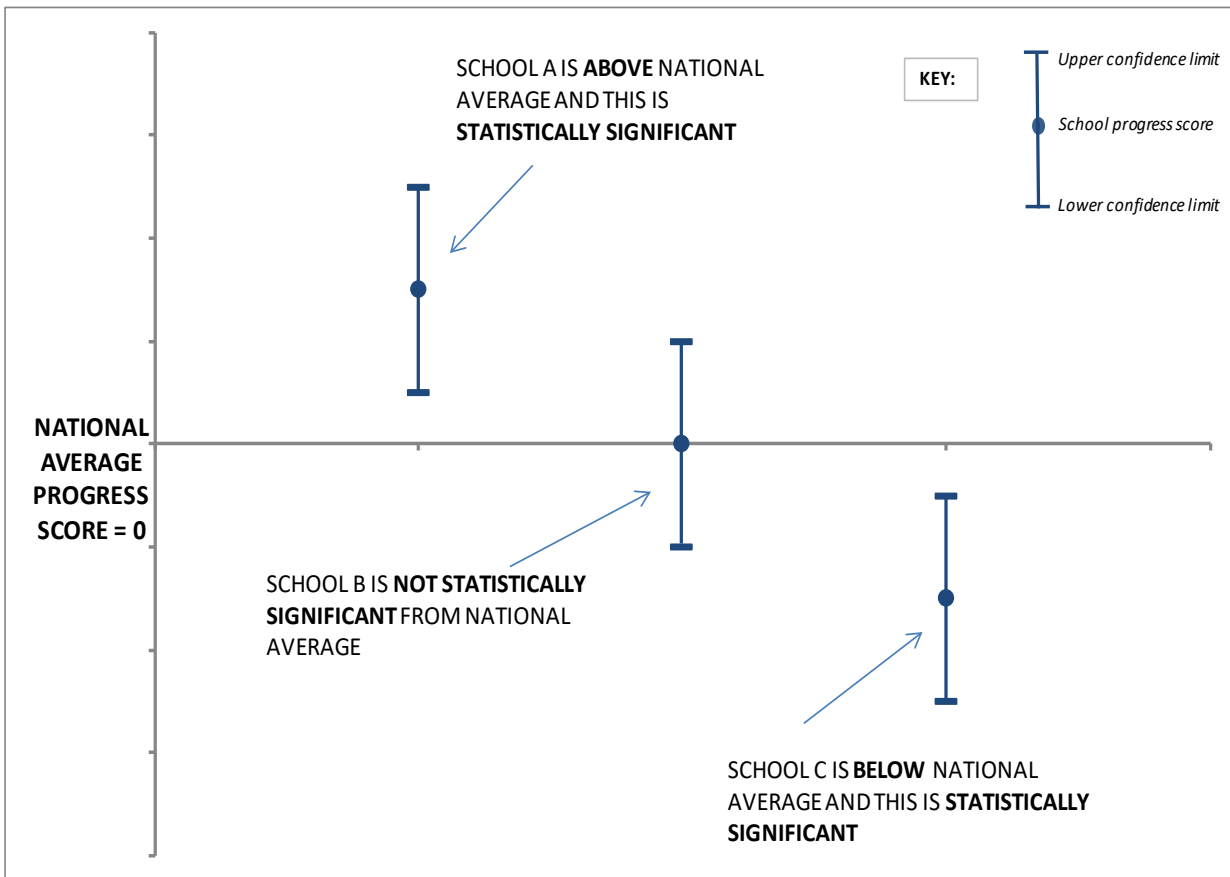 SCHOOL A IS ABOVE NATIONAL
AVERAGE AND THIS IS
STATISTICALLY SIGNIFICANT
KEY:
Upper confidence limit
School progress score
Lower confidence limit
NATIONAL
AVERAGE
PROGRESS
SCORE = 0
SCHOOL B IS NOT STATISTICALLY
SIGNIFICANT FROM NATIONAL
AVERAGE
SCHOOL C IS BELOW NATIONAL
AVERAGE AND THIS IS STATISTICALLY
SIGNIFICANT